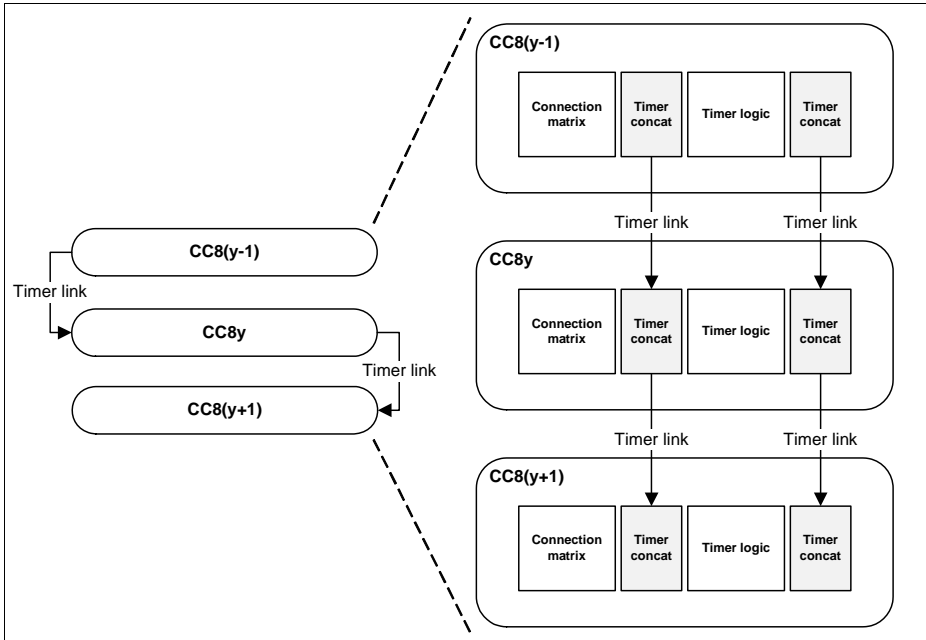 CC8(y-1)
Timer link
CC8y
Timer link
CC8(y+1)
CC8(y-1)
Connection
matrix
Timer
concat
Timer logic
Timer
concat
Timer link
Timer link
CC8y
Connection
matrix
Timer
concat
Timer logic
Timer
concat
Timer link
Timer link
CC8(y+1)
Connection
matrix
Timer
concat
Timer logic
Timer
concat